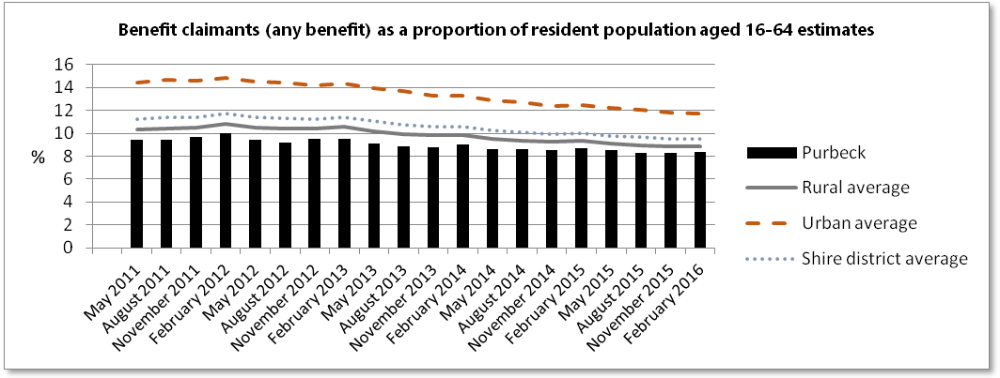 Benefit claimants (any benefit) as a proportion of resident population aged 16-64 estimates
16
14
12
10
8
6
4
2
0
%
May 2011
August 2011
November 2011
February 2012
May 2012
August 2012
November 2012
February 2013
May 2013
August 2013
November 2013
February 2014
May 2014
August 2014
November 2014
February 2015
May 2015
August 2015
November 2015
February 2016
Purbeck
Rural average
Urban average
Shire district average